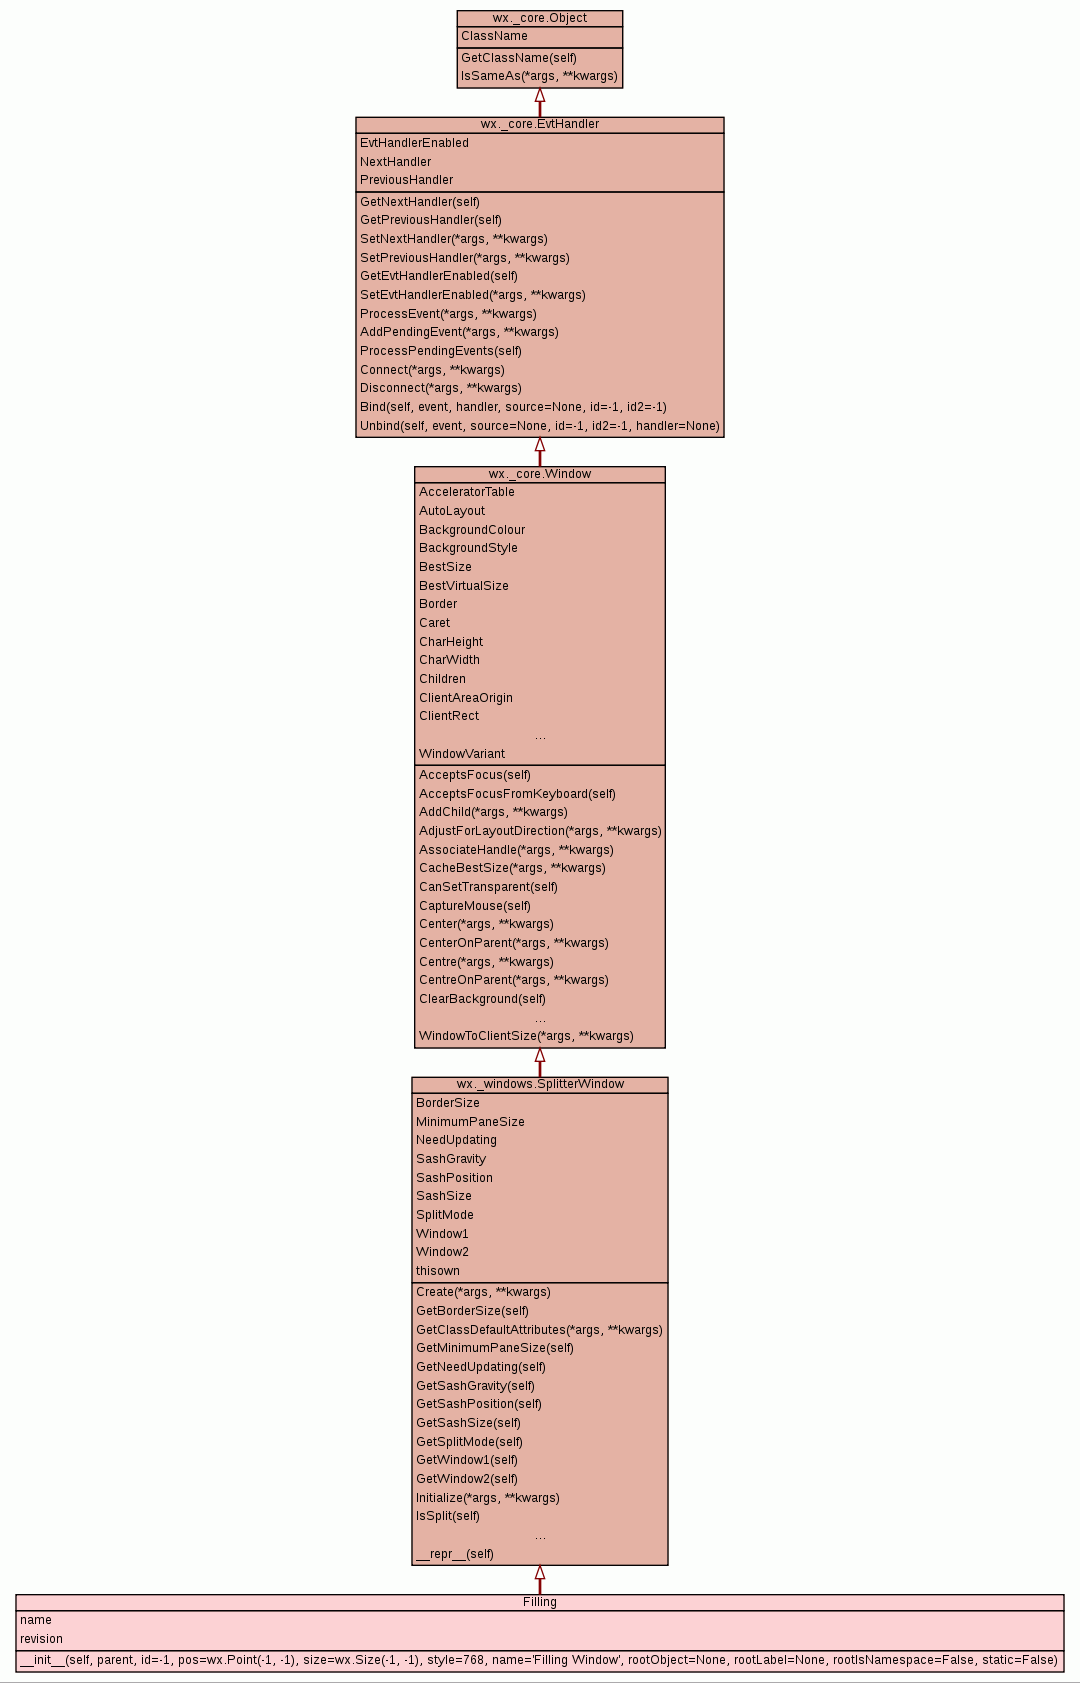 wx._core.Object
ClassName
GetClassName(self)
IsSameAs(*args, **kwargs)
wx._core.EvtHandler
EvtHandlerEnabled
NextHandler
PreviousHandler
GetNextHandler(self)
GetPreviousHandler(self)
SetNextHandler(*args, **kwargs)
SetPreviousHandler(*args, **kwargs)
GetEvtHandlerEnabled(self)
SetEvtHandlerEnabled(*args, **kwargs)
ProcessEvent(*args, **kwargs)
AddPendingEvent(*args, **kwargs)
ProcessPendingEvents(self)
Connect(*args, **kwargs)
Disconnect(*args, **kwargs)
Bind(self, event, handler, source=None, id=-1, id2=-1)
Unbind(self, event, source=None, id=-1, id2=-1, handler=None)
wx._core.Window
AcceleratorTable
AutoLayout
BackgroundColour
BackgroundStyle
BestSize
BestVirtualSize
Border
Caret
CharHeight
CharWidth
Children
ClientAreaOrigin
ClientRect
...
WindowVariant
AcceptsFocus(self)
AcceptsFocusFromKeyboard(self)
AddChild(*args, **kwargs)
AdjustForLayoutDirection(*args, **kwargs)
AssociateHandle(*args, **kwargs)
CacheBestSize(*args, **kwargs)
CanSetTransparent(self)
CaptureMouse(self)
Center(*args, **kwargs)
CenterOnParent(*args, **kwargs)
Centre(*args, **kwargs)
CentreOnParent(*args, **kwargs)
ClearBackground(self)
...
WindowToClientSize(*args, **kwargs)
wx._windows.SplitterWindow
BorderSize
MinimumPaneSize
NeedUpdating
SashGravity
SashPosition
SashSize
SplitMode
Window1
Window2
thisown
Create(*args, **kwargs)
GetBorderSize(self)
GetClassDefaultAttributes(*args, **kwargs)
GetMinimumPaneSize(self)
GetNeedUpdating(self)
GetSashGravity(self)
GetSashPosition(self)
GetSashSize(self)
GetSplitMode(self)
GetWindow1(self)
GetWindow2(self)
Initialize(*args, **kwargs)
IsSplit(self)
...
__repr__(self)
Filling
name
revision
__init__(self, parent, id=-1, pos=wx.Point(-1, -1), size=wx.Size(-1, -1), style=768, name='Filling Window', rootObject=None, rootLabel=None, rootIsNamespace=False, static=False)